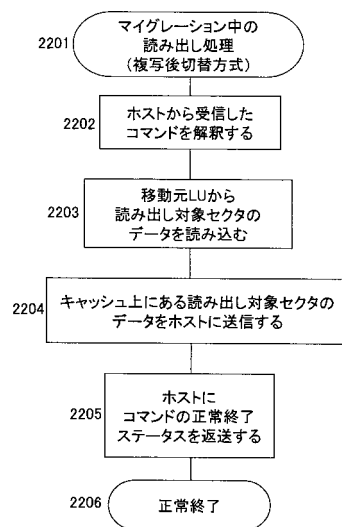 2201
マイグレーション中の
読み出し処理
(複写後切替方式)
2202
ホストから受信した
コマンドを解釈する
2203
移動元LUから
読み出し対象セクタの
データを読み込む
2204
キャッシュ上にある読み出し対象セクタの
データをホストに送信する
2205
ホストに
コマンドの正常終了
ステータスを返送する
2206
正常終了